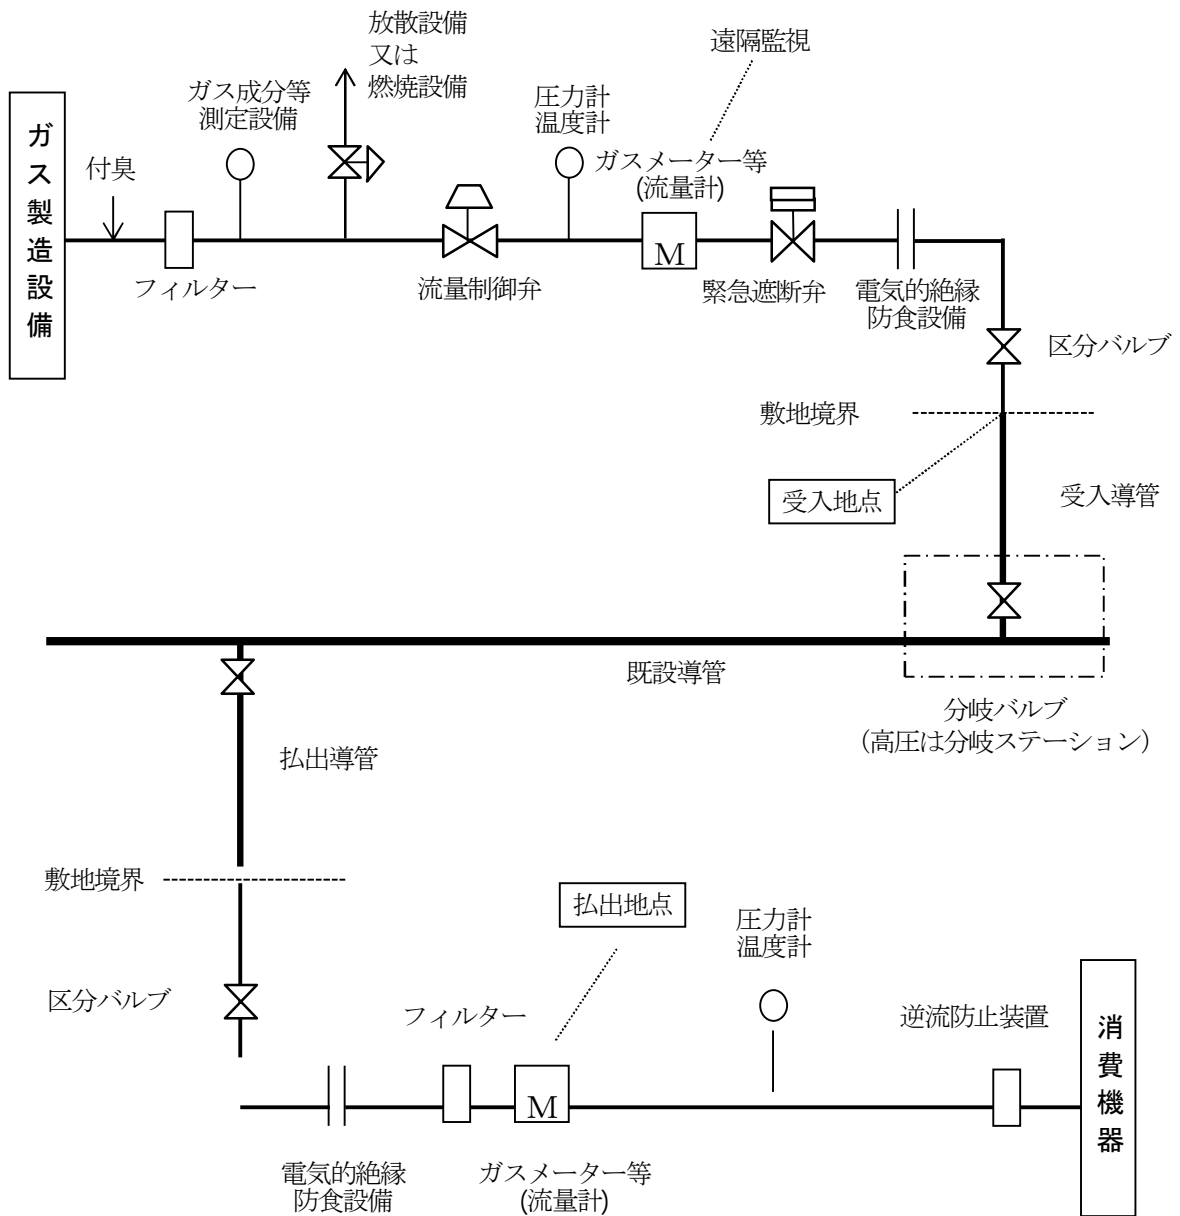 放散設備
又は
燃焼設備
遠隔監視
ガス成分等
測定設備
圧力計
温度計
ガスメーター等
(流量計)
ガス製造設備
付臭
M
フィルター
流量制御弁
緊急遮断弁
電気的絶縁
防食設備
区分バルブ
敷地境界
受入地点
受入導管
既設導管
分岐バルブ
（高圧は分岐ステーション）
払出導管
敷地境界
払出地点
圧力計
温度計
区分バルブ
フィルター
逆流防止装置
消費機器
M
電気的絶縁
防食設備
ガスメーター等
(流量計)